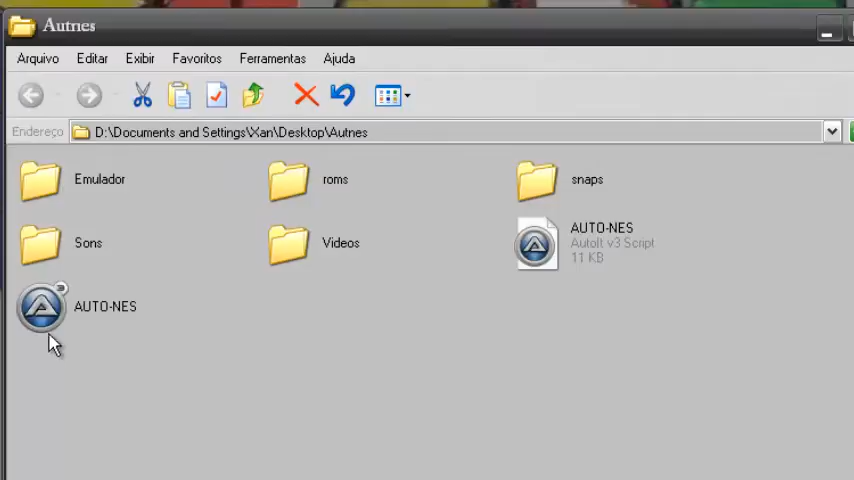 Autnes
Arquivo Editar Exibir Favoritos Ferramentas Ajuda
Endereço D:\Documents and Settings\Xan\Desktop\Autnes
Emulador roms snaps
Sons Videos AUTO-NES
AutoIt v3 Script
11 KB
AUTO-NES